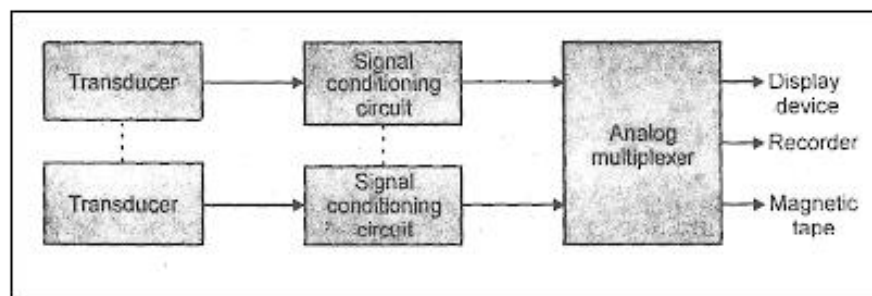 Transducer
Signal
conditioning
circuit
Analog
multiplexer
Display
device
Recorder
Magnetic
tape
Transducer
Signal
conditioning
circuit